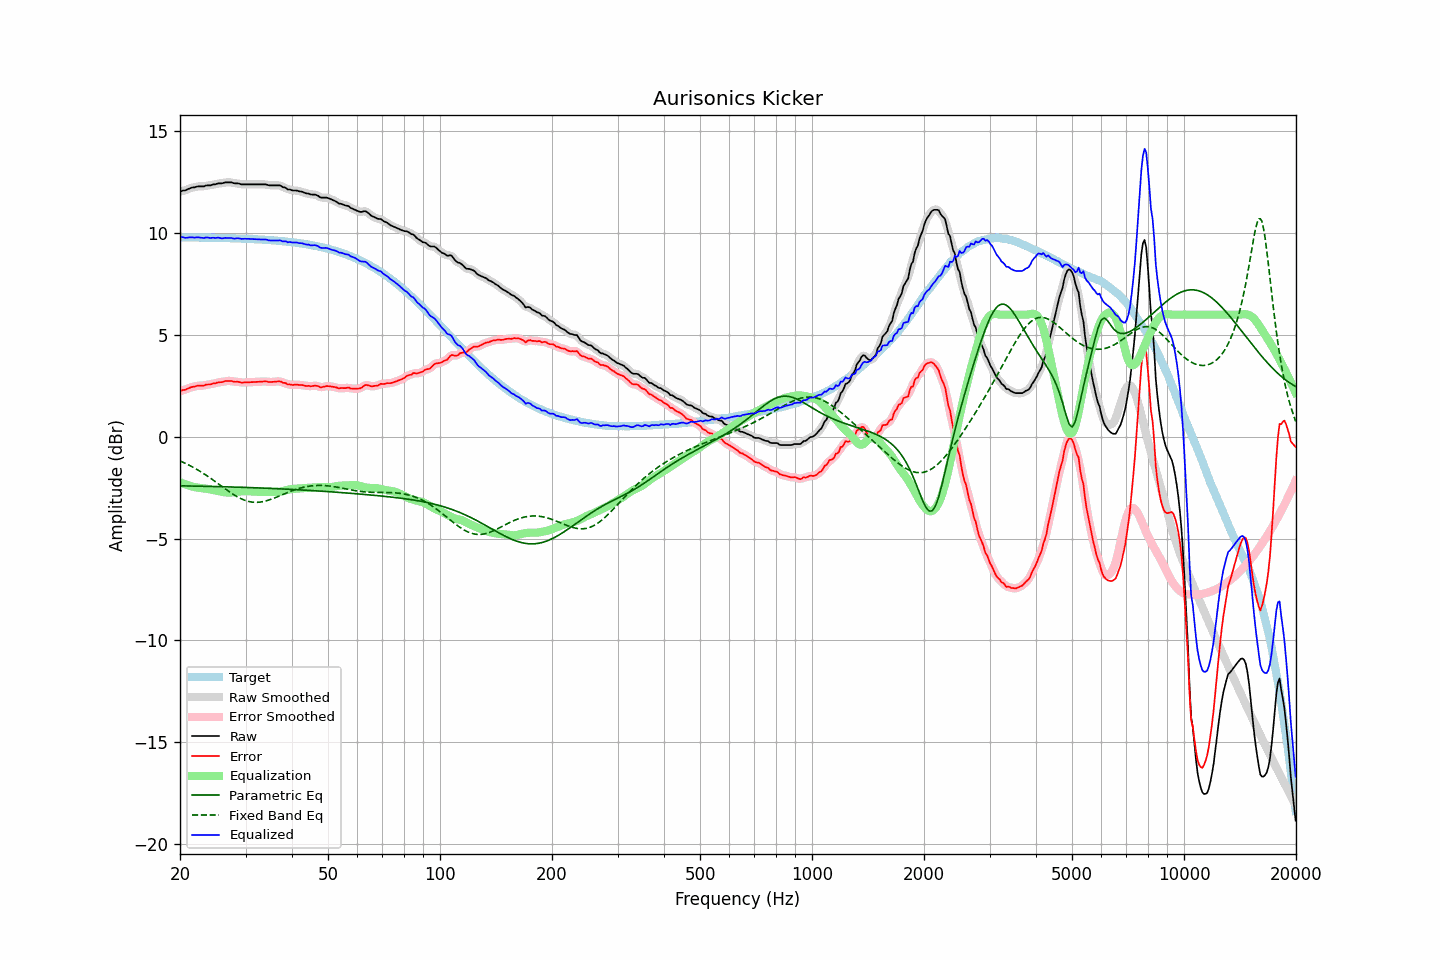 Aurisonics Kicker
15
10
5
0
−5
−10
−15
−20
Amplitude (dBr)
Target
Raw Smoothed
Error Smoothed
Raw
Error
Equalization
Parametric Eq
Fixed Band Eq
Equalized
20 50 100 200 500 1000 2000 5000 10000 20000
Frequency (Hz)